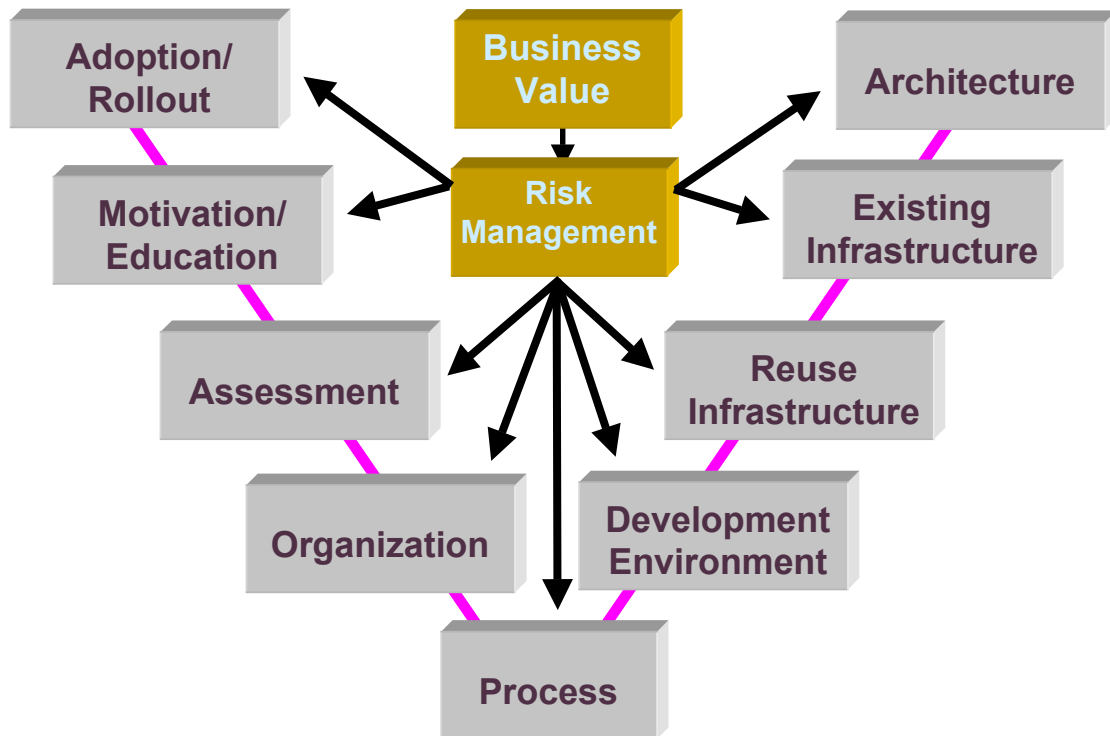 Adoption/
Rollout
Business
Value
Architecture
Motivation/
Education
Risk
Management
Existing
Infrastructure
Assessment
Reuse
Infrastructure
Organization
Development
Environment
Process